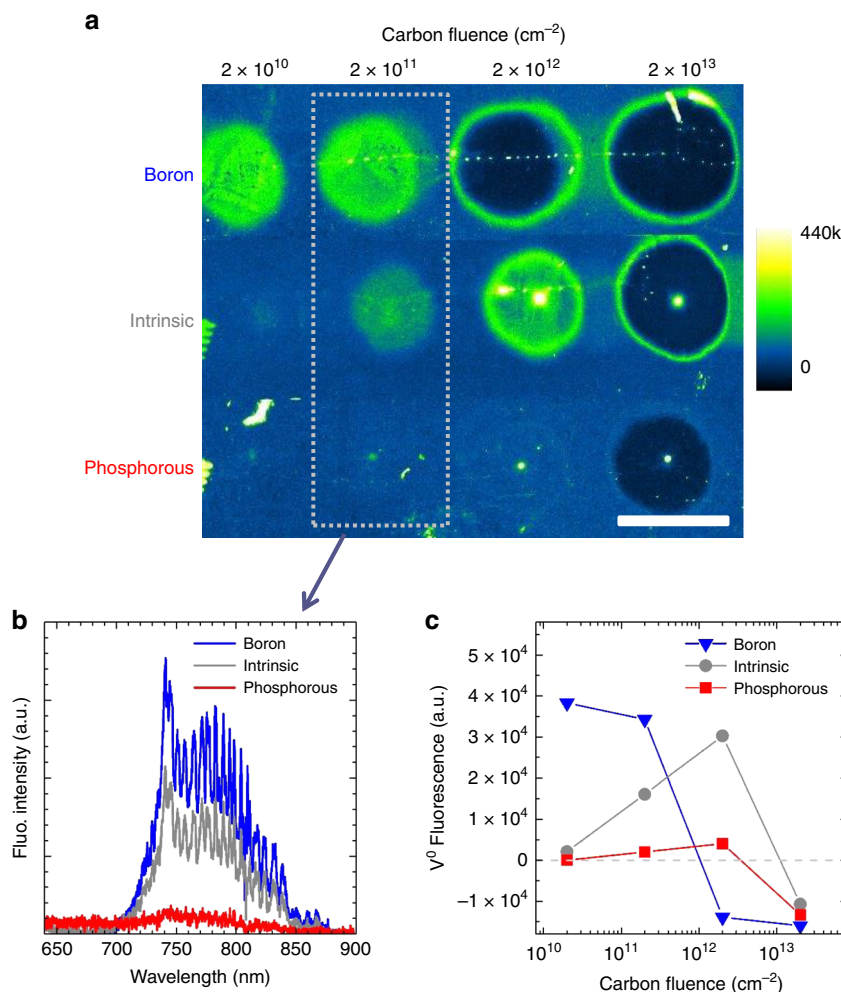 a
Carbon fluence (cm⁻²)
2 × 10¹⁰ 2 × 10¹¹ 2 × 10¹² 2 × 10¹³
Boron
440k
Intrinsic
0
Phosphorous
b
Boron
Intrinsic
Phosphorous
Fluo. intensity (a.u.)
650 700 750 800 850 900
Wavelength (nm)
c
Boron
Intrinsic
Phosphorous
V⁰ Fluorescence (a.u.)
5 × 10⁴
4 × 10⁴
3 × 10⁴
2 × 10⁴
1 × 10⁴
0
−1 × 10⁴
10¹⁰ 10¹¹ 10¹² 10¹³
Carbon fluence (cm⁻²)